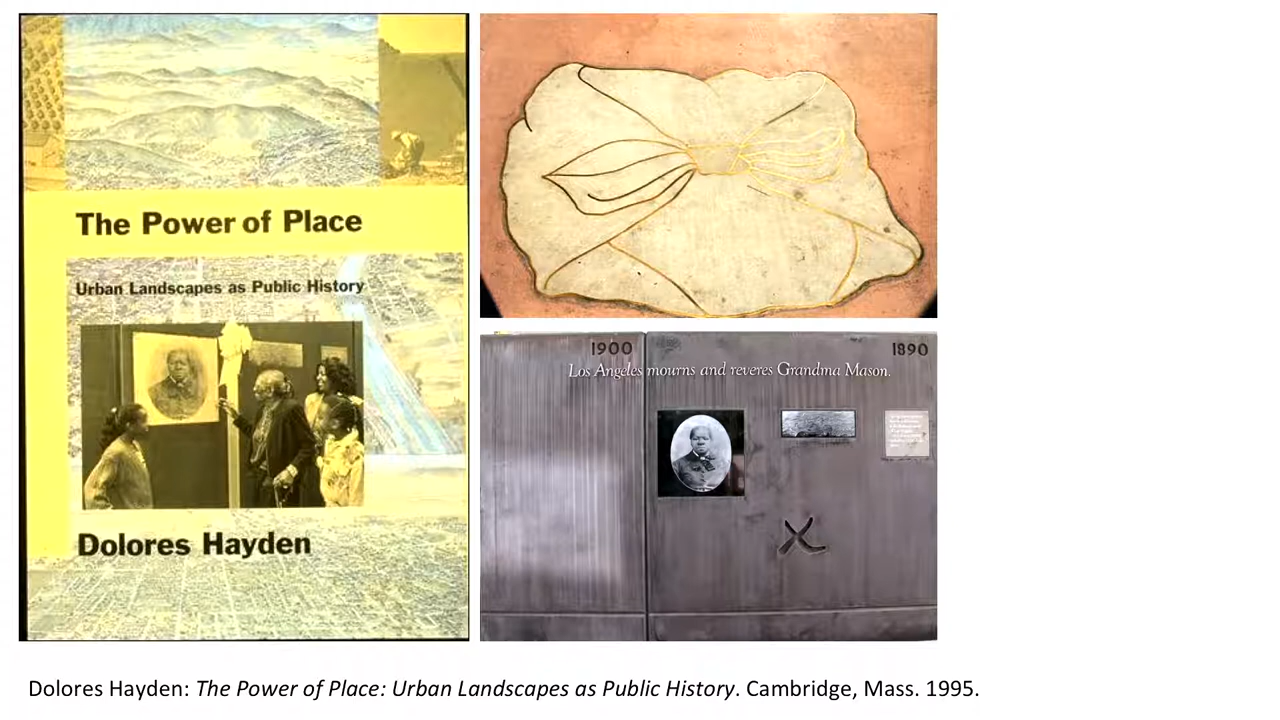 The Power of Place
Urban Landscapes as Public History
Dolores Hayden
1900
1890
Los Angeles mourns and reveres Grandma Mason.
Dolores Hayden: The Power of Place: Urban Landscapes as Public History. Cambridge, Mass. 1995.